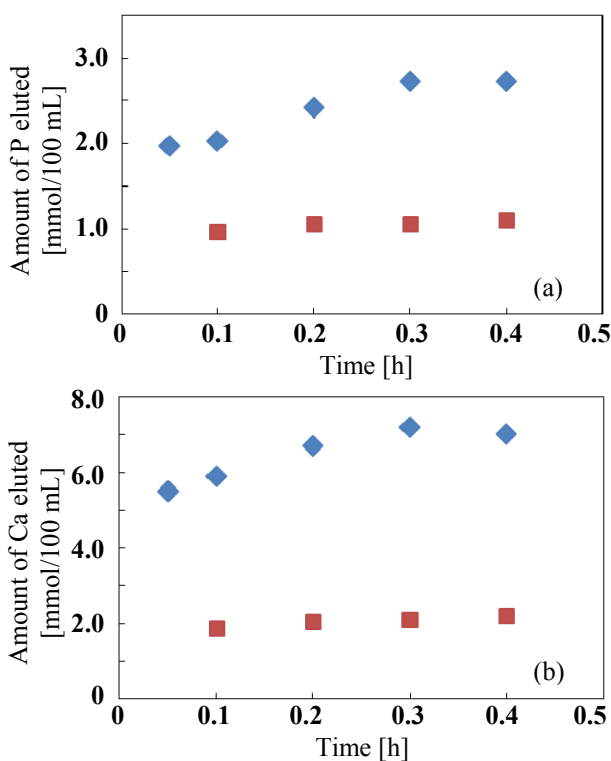 Amount of P eluted
[mmol/100 mL]
3.0
2.0
1.0
0
(a)
0 0.1 0.2 0.3 0.4 0.5
Time [h]
Amount of Ca eluted
[mmol/100 mL]
8.0
6.0
4.0
2.0
0
(b)
0 0.1 0.2 0.3 0.4 0.5
Time [h]